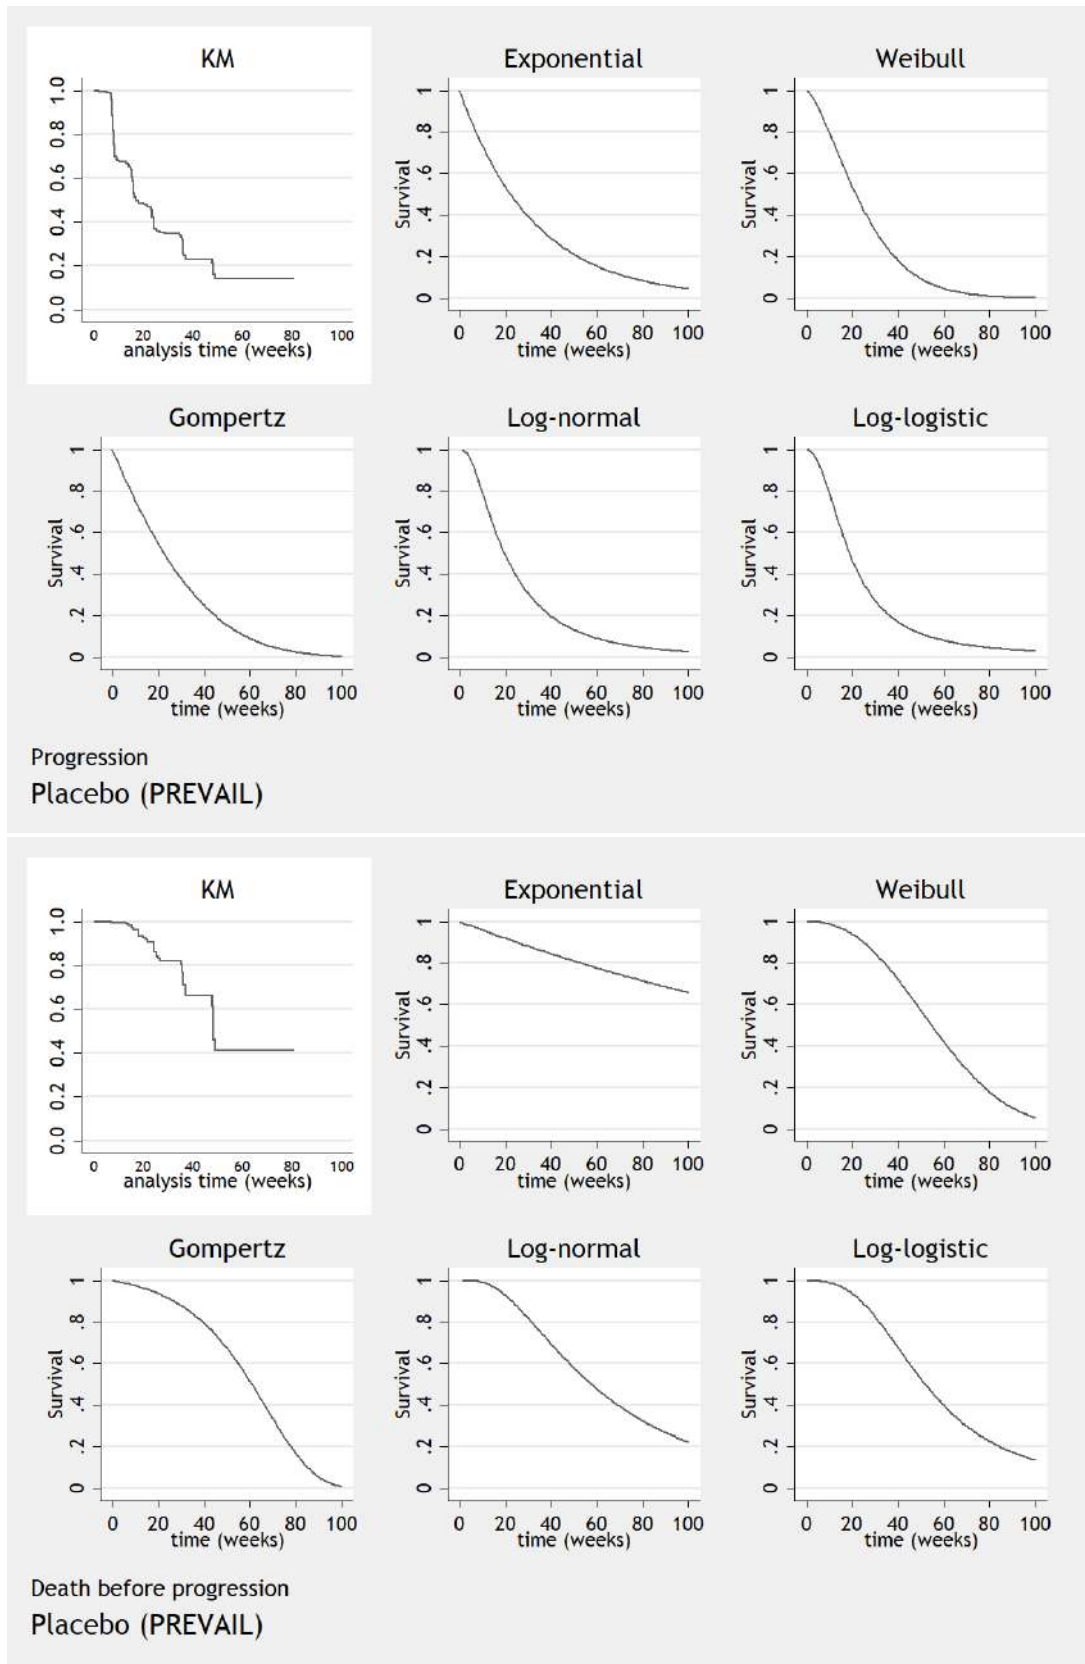 KM
1.0
0.8
0.6
0.4
0.2
0.0
0 20 40 60 80 100
analysis time (weeks)
Exponential
Survival
1
.8
.6
.4
.2
0
0 20 40 60 80 100
time (weeks)
Weibull
Survival
1
.8
.6
.4
.2
0
0 20 40 60 80 100
time (weeks)
Gompertz
Survival
1
.8
.6
.4
.2
0
0 20 40 60 80 100
time (weeks)
Log-normal
Survival
1
.8
.6
.4
.2
0
0 20 40 60 80 100
time (weeks)
Log-logistic
Survival
1
.8
.6
.4
.2
0
0 20 40 60 80 100
time (weeks)
Progression
Placebo (PREVAIL)
KM
1.0
0.8
0.6
0.4
0.2
0.0
0 20 40 60 80 100
analysis time (weeks)
Exponential
Survival
1
.8
.6
.4
.2
0
0 20 40 60 80 100
time (weeks)
Weibull
Survival
1
.8
.6
.4
.2
0
0 20 40 60 80 100
time (weeks)
Gompertz
Survival
1
.8
.6
.4
.2
0
0 20 40 60 80 100
time (weeks)
Log-normal
Survival
1
.8
.6
.4
.2
0
0 20 40 60 80 100
time (weeks)
Log-logistic
Survival
1
.8
.6
.4
.2
0
0 20 40 60 80 100
time (weeks)
Death before progression
Placebo (PREVAIL)